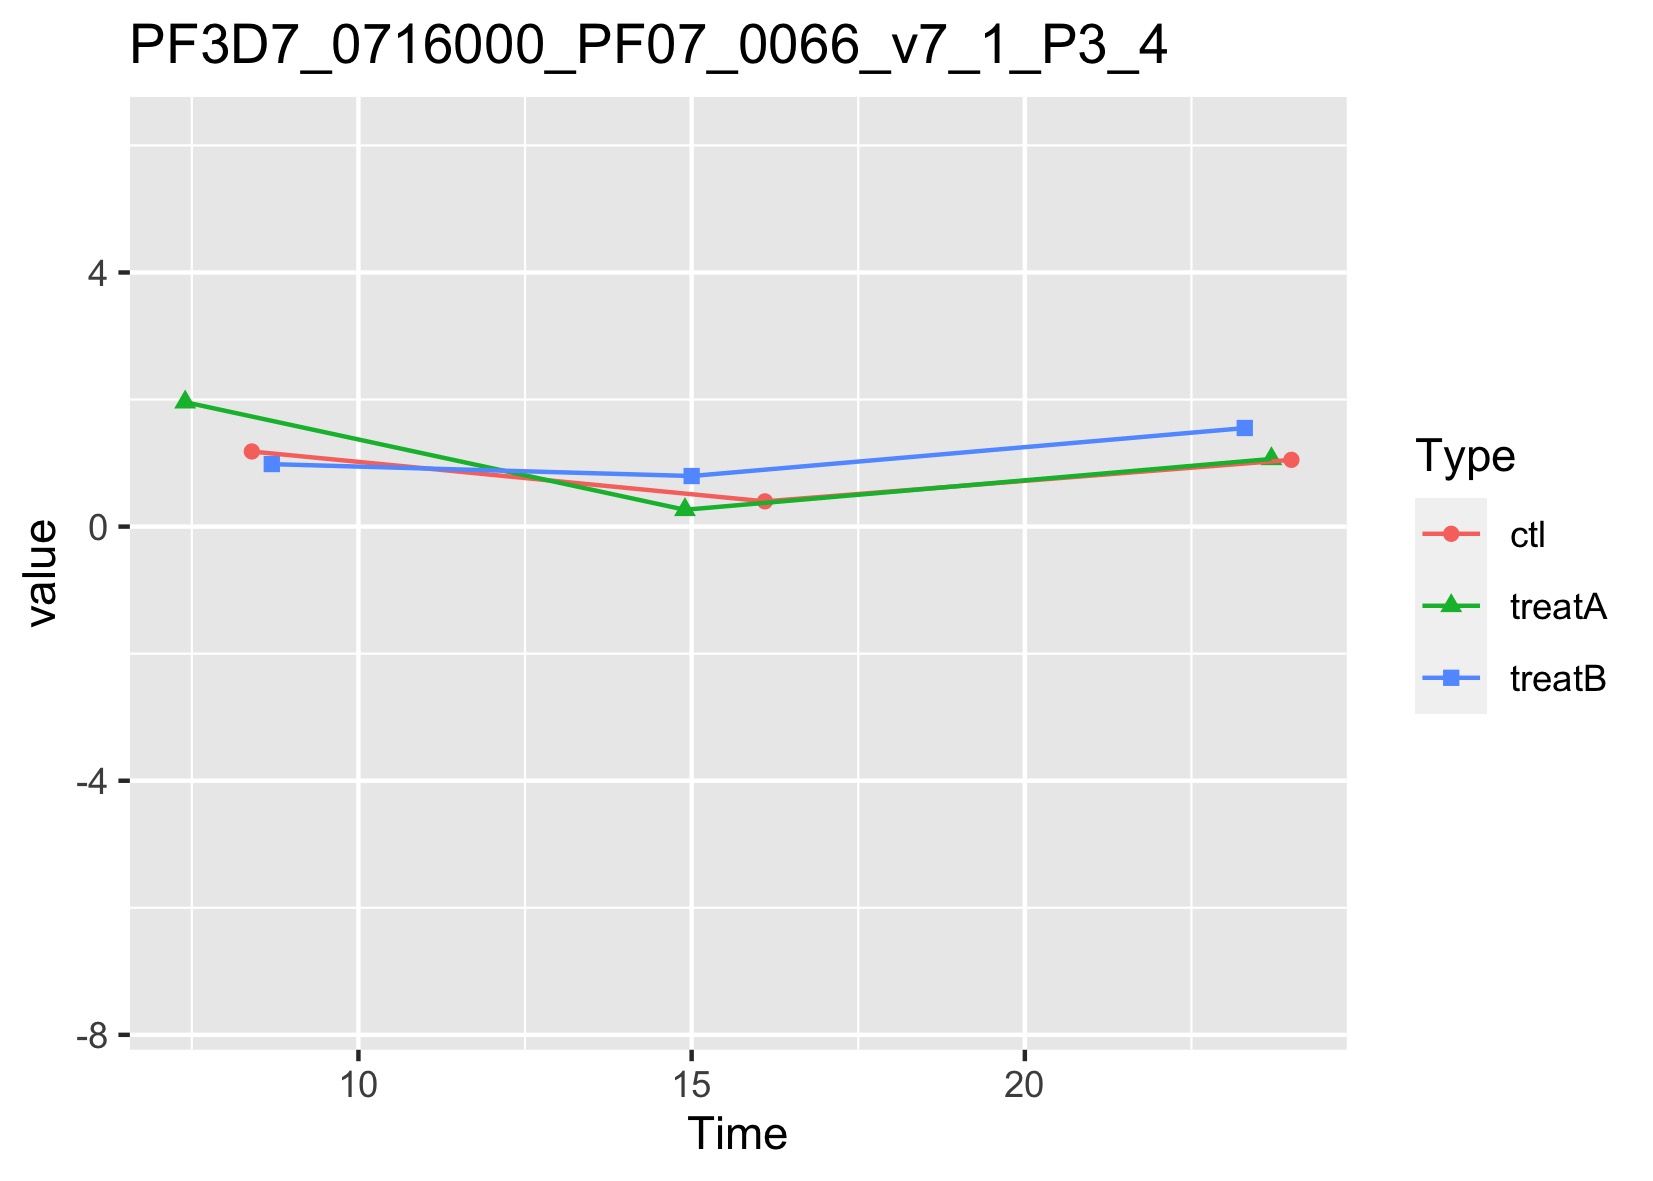 PF3D7_0716000_PF07_0066_v7_1_P3_4
value
4
0
-4
-8
10 15 20
Time
Type
ctl
treatA
treatB